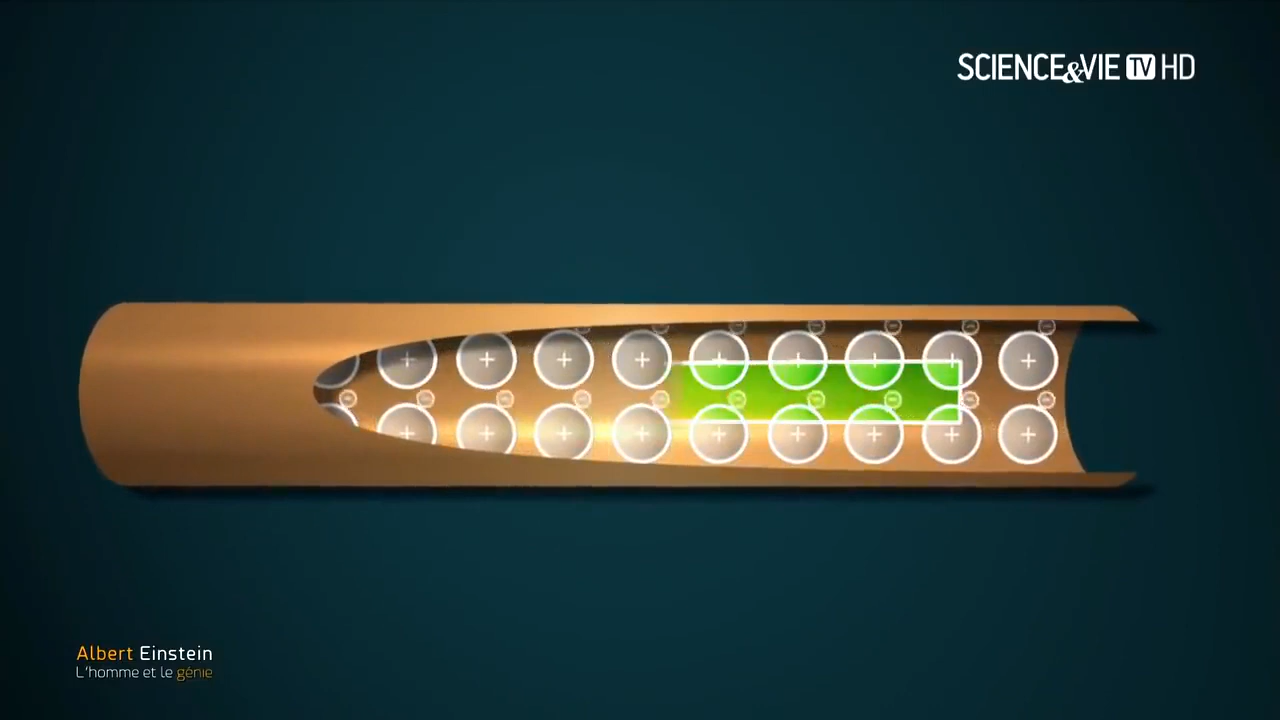 SCIENCE&VIE TV HD
+ + + + + + + + +
+ + + + + + + + +
Albert Einstein
L'homme et le génie